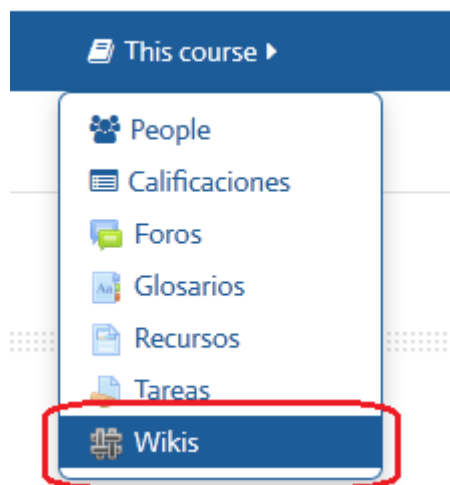 This course
People
Calificaciones
Foros
Glosarios
Recursos
Tareas
Wikis